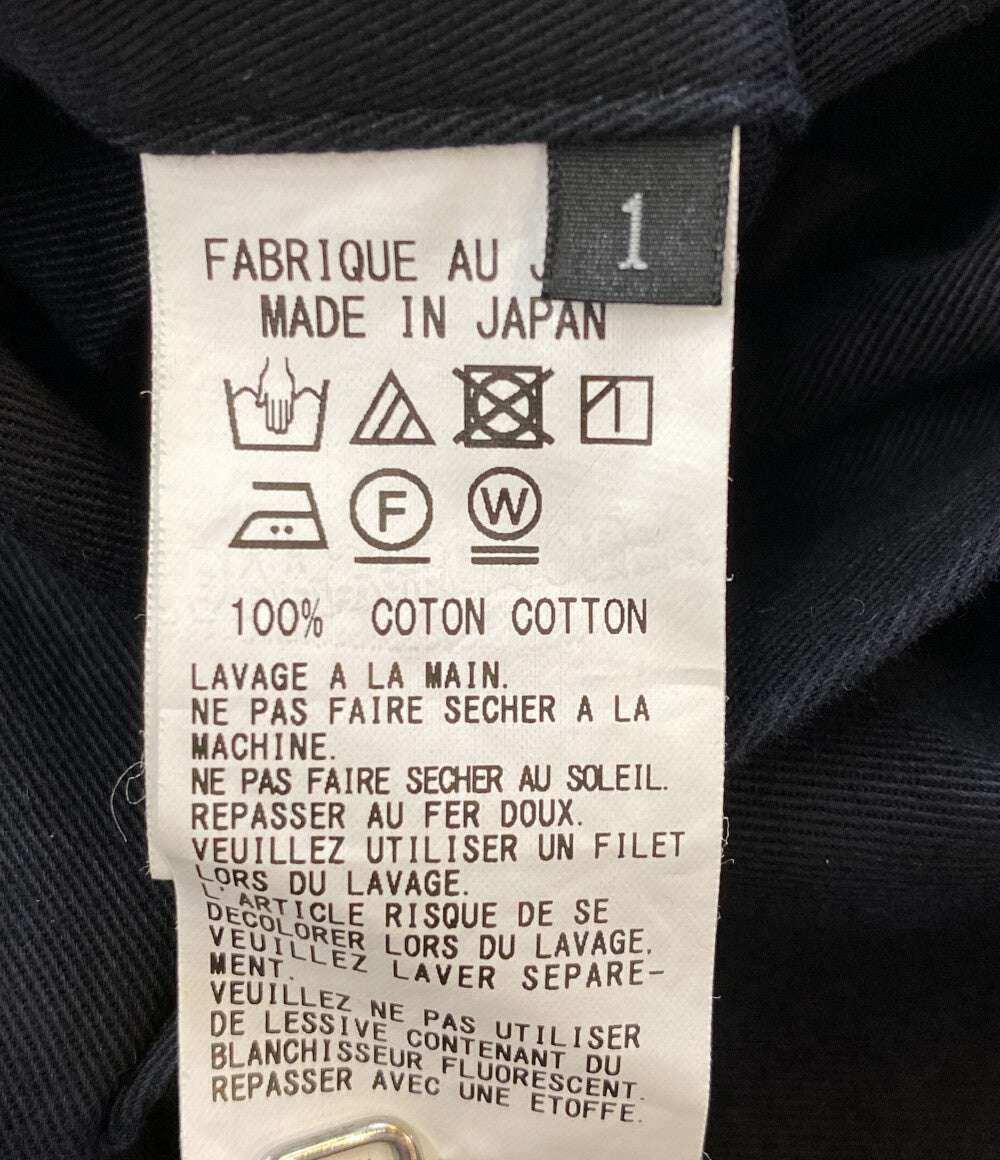 1
FABRIQUE AU
MADE IN JAPAN
F W
100% COTON COTTON
LAVAGE A LA MAIN.
NE PAS FAIRE SECHER A LA
MACHINE.
NE PAS FAIRE SECHER AU SOLEIL.
REPASSER AU FER DOUX.
VEUILLEZ UTILISER UN FILET
LORS DU LAVAGE.
L'ARTICLE RISQUE DE SE
DECOLORER LORS DU LAVAGE.
VEUILLEZ LAVER SEPARE-
MENT.
VEUILLEZ NE PAS UTILISER
DE LESSIVE CONTENANT DU
BLANCHISSEUR FLUORESCENT.
REPASSER AVEC UNE ETOFFE.